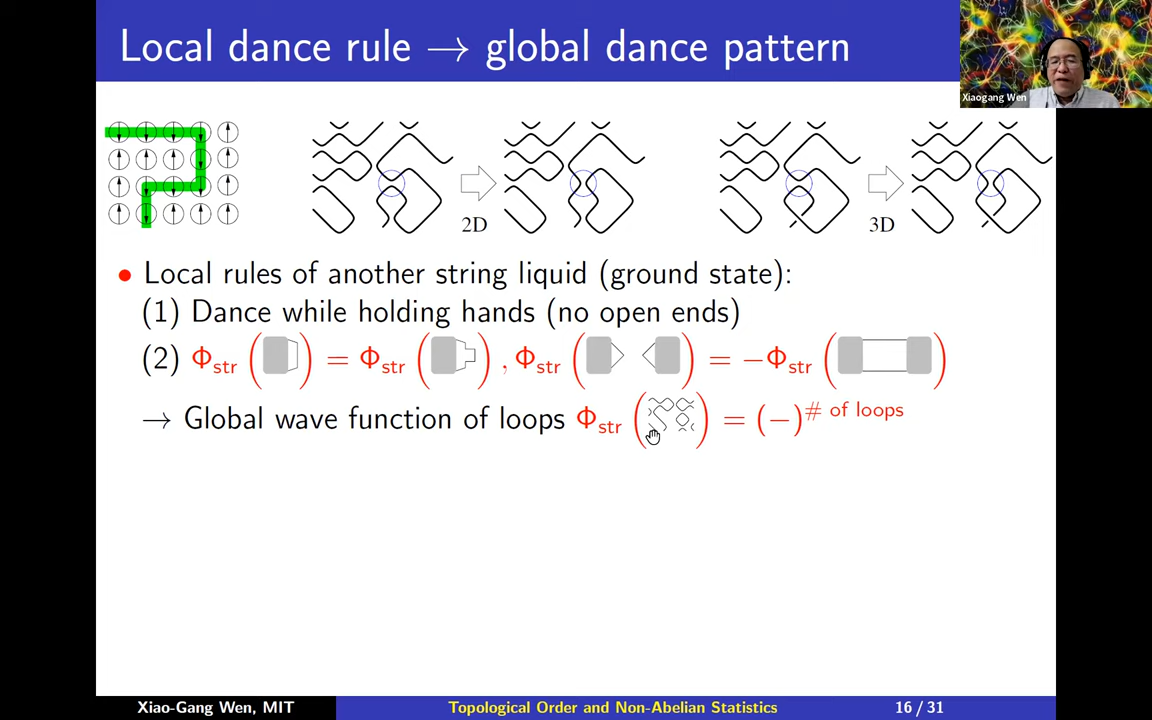 Local dance rule → global dance pattern
Xiaogang Wen
2D
3D
• Local rules of another string liquid (ground state):
(1) Dance while holding hands (no open ends)
(2) Φstr ( ) = Φstr ( ) , Φstr ( ) = −Φstr ( )
→ Global wave function of loops Φstr ( ) = (−)# of loops
Xiao-Gang Wen, MIT
Topological Order and Non-Abelian Statistics
16 / 31